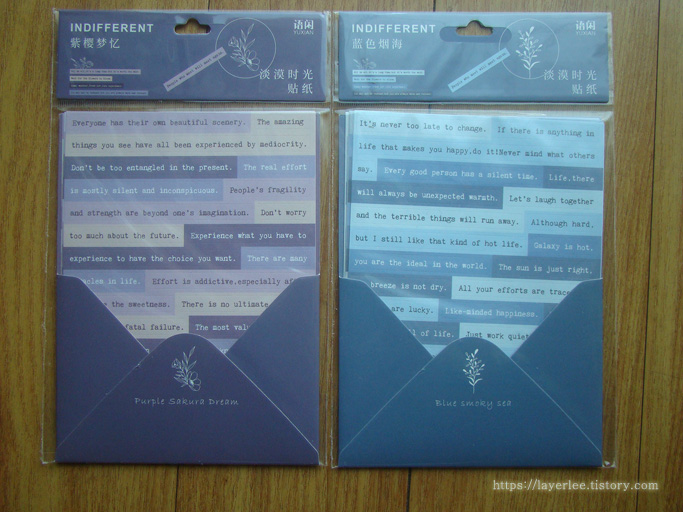 INDIFFERENT
语闲
YUXIAN
紫樱梦忆
淡漠时光
贴纸
Everyone has their own beautiful scenery. The amazing
things you see have all been experienced by mediocrity.
Don't be too entangled in the present. The real effort
is mostly silent and inconspicuous. People's fragility
and strength are beyond one's imagination. Don't worry
too much about the future. Experience what you have to
experience to have the choice you want. There are many
in life. Effort is addictive,especially
the sweetness. There is no ultimate
fatal failure. The most
Purple Sakura Dream
INDIFFERENT
语闲
YUXIAN
蓝色烟海
淡漠时光
贴纸
It's never too late to change. If there is anything in
life that makes you happy,do it!Never mind what others
say. Every good person has a silent time. Life.there
will always be unexpected warmth. Let's laugh together
and the terrible things will run away. Although hard,
but I still like that kind of hot life. Galaxy is hot,
you are the ideal in the world. The sun is just right,
breeze is not dry. All your efforts are
are lucky. Like-minded happiness.
of life. Just work
Blue smoky sea
https://layerlee.tistory.com